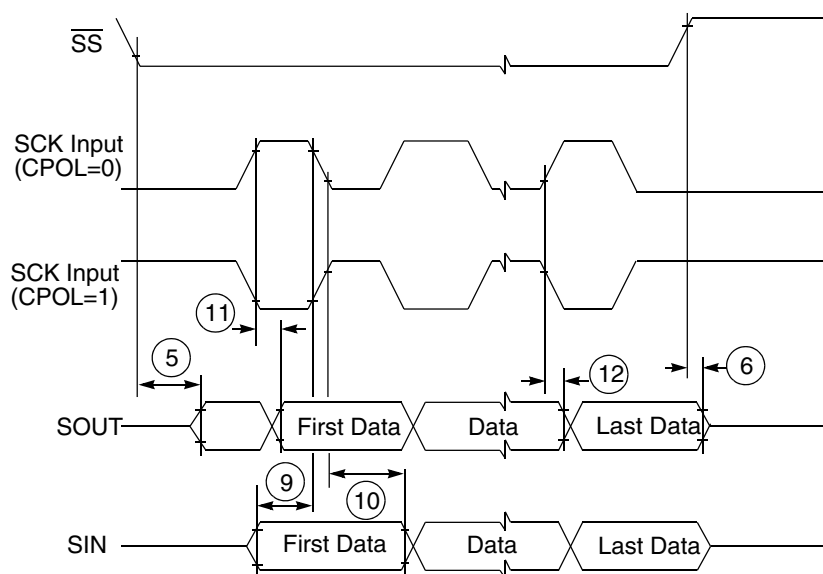 SS
SCK Input
(CPOL=0)
SCK Input
(CPOL=1)
11
5
12
6
SOUT
First Data
Data
Last Data
9
10
SIN
First Data
Data
Last Data